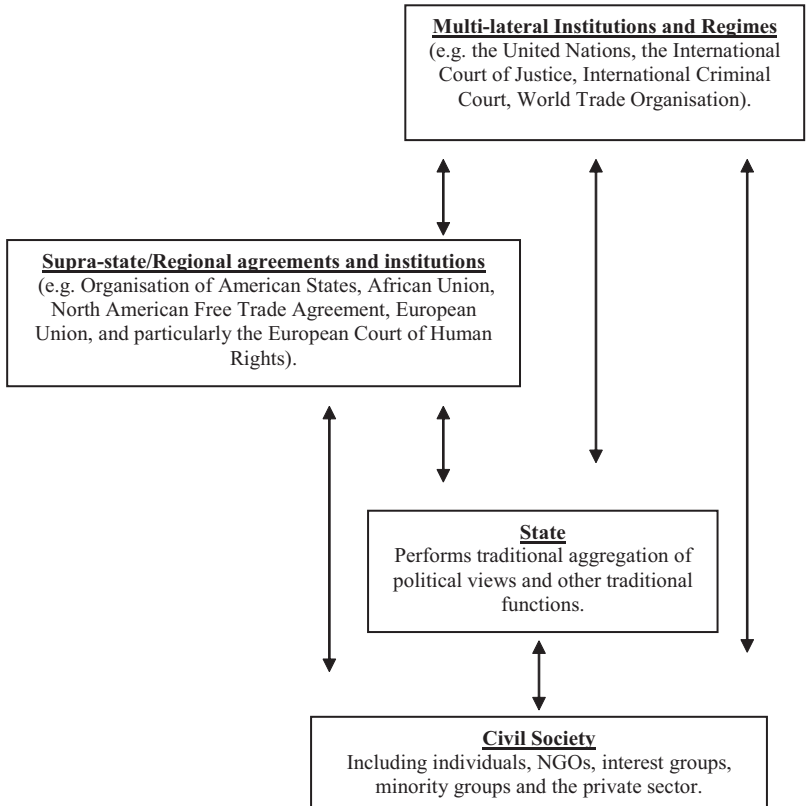 Multi-lateral Institutions and Regimes
(e.g. the United Nations, the International
Court of Justice, International Criminal
Court, World Trade Organisation).
Supra-state/Regional agreements and institutions
(e.g. Organisation of American States, African Union,
North American Free Trade Agreement, European
Union, and particularly the European Court of Human
Rights).
State
Performs traditional aggregation of
political views and other traditional
functions.
Civil Society
Including individuals, NGOs, interest groups,
minority groups and the private sector.